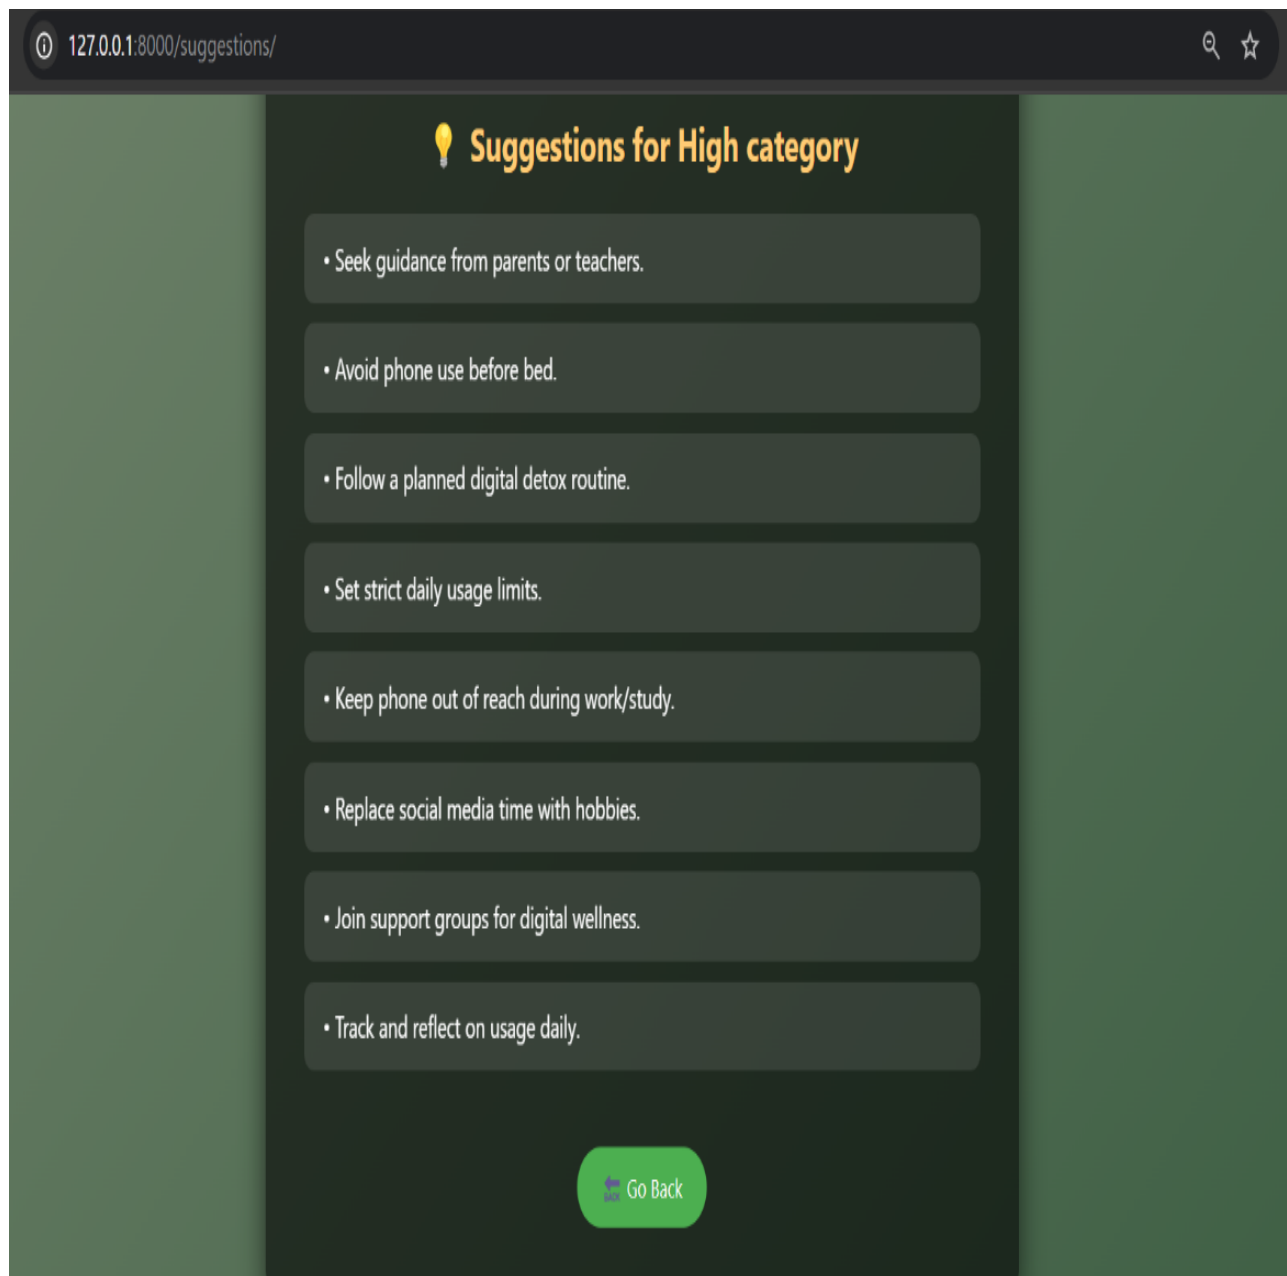 127.0.0.1:8000/suggestions/
💡 Suggestions for High category
• Seek guidance from parents or teachers.
• Avoid phone use before bed.
• Follow a planned digital detox routine.
• Set strict daily usage limits.
• Keep phone out of reach during work/study.
• Replace social media time with hobbies.
• Join support groups for digital wellness.
• Track and reflect on usage daily.
🔙 Go Back